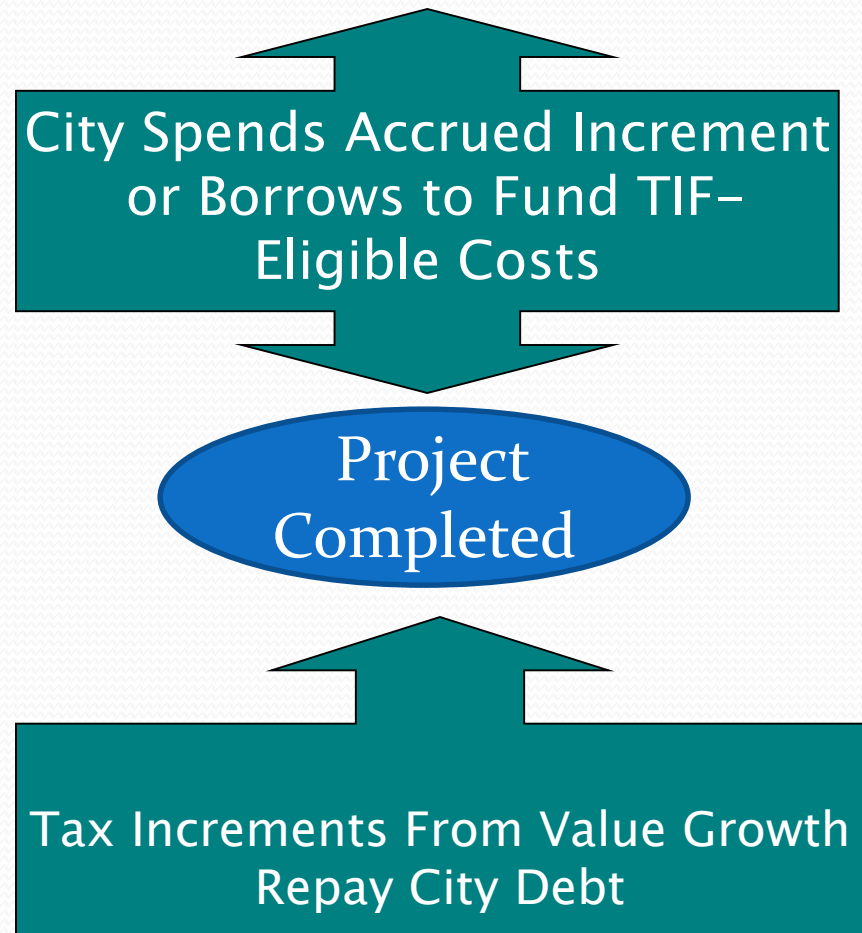 City Spends Accrued Increment
or Borrows to Fund TIF-
Eligible Costs
Project
Completed
Tax Increments From Value Growth
Repay City Debt